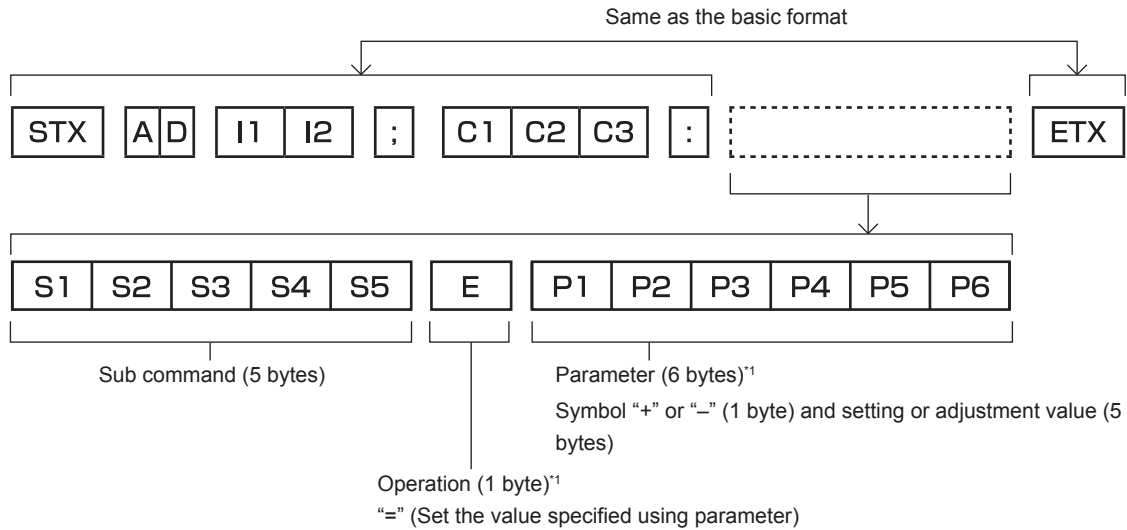 Same as the basic format
STX A D I1 I2 ; C1 C2 C3 : ETX
S1 S2 S3 S4 S5 E P1 P2 P3 P4 P5 P6
Sub command (5 bytes)
Parameter (6 bytes)*1
Symbol “+” or “–” (1 byte) and setting or adjustment value (5
bytes)
Operation (1 byte)*1
“=” (Set the value specified using parameter)